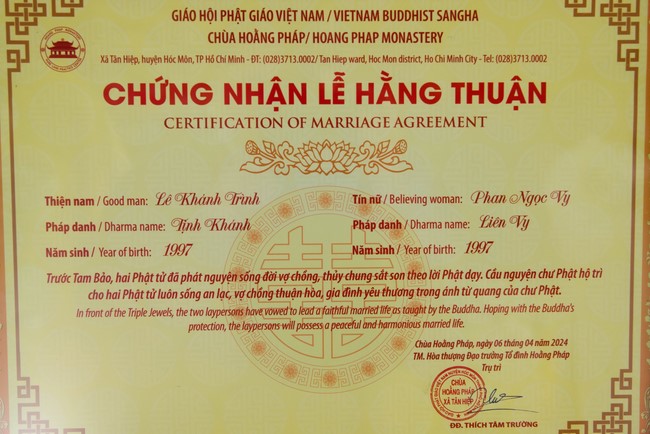 GIÁO HỘI PHẬT GIÁO VIỆT NAM / VIETNAM BUDDHIST SANGHA
CHÙA HOẰNG PHÁP/ HOANG PHAP MONASTERY
Xã Tân Hiệp, huyện Hóc Môn, TP Hồ Chí Minh - ĐT: (028)3713.0002/ Tan Hiep ward, Hoc Mon district, Ho Chi Minh City - Tel: (028)3713.0002
CHỨNG NHẬN LỄ HẰNG THUẬN
CERTIFICATION OF MARRIAGE AGREEMENT
Thiện nam / Good man: Lê Khánh Trình
Tín nữ / Believing woman: Phan Ngọc Vy
Pháp danh / Dharma name: Tịnh Khánh
Pháp danh / Dharma name: Liên Vy
Năm sinh / Year of birth: 1997
Năm sinh / Year of birth: 1997
Trước Tam Bảo, hai Phật tử đã phát nguyện sống đời vợ chồng, thủy chung sắt son theo lời Phật dạy. Cầu nguyện chư Phật hộ trì
cho hai Phật tử luôn sống an lạc, vợ chồng thuận hòa, gia đình yêu thương trong ánh từ quang của chư Phật.
In front of the Triple Jewels, the two laypersons have vowed to lead a faithful married life as taught by the Buddha. Hoping with the Buddha's
protection, the laypersons will possess a peaceful and harmonious married life.
Chùa Hoằng Pháp, ngày 06 tháng 04 năm 2024
TM. Hòa thượng Đạo trưởng Tổ đình Hoằng Pháp
Trụ trì
CHÙA
HOẰNG PHÁP
XÃ TÂN HIỆP
ĐĐ. THÍCH TÂM TRƯỜNG